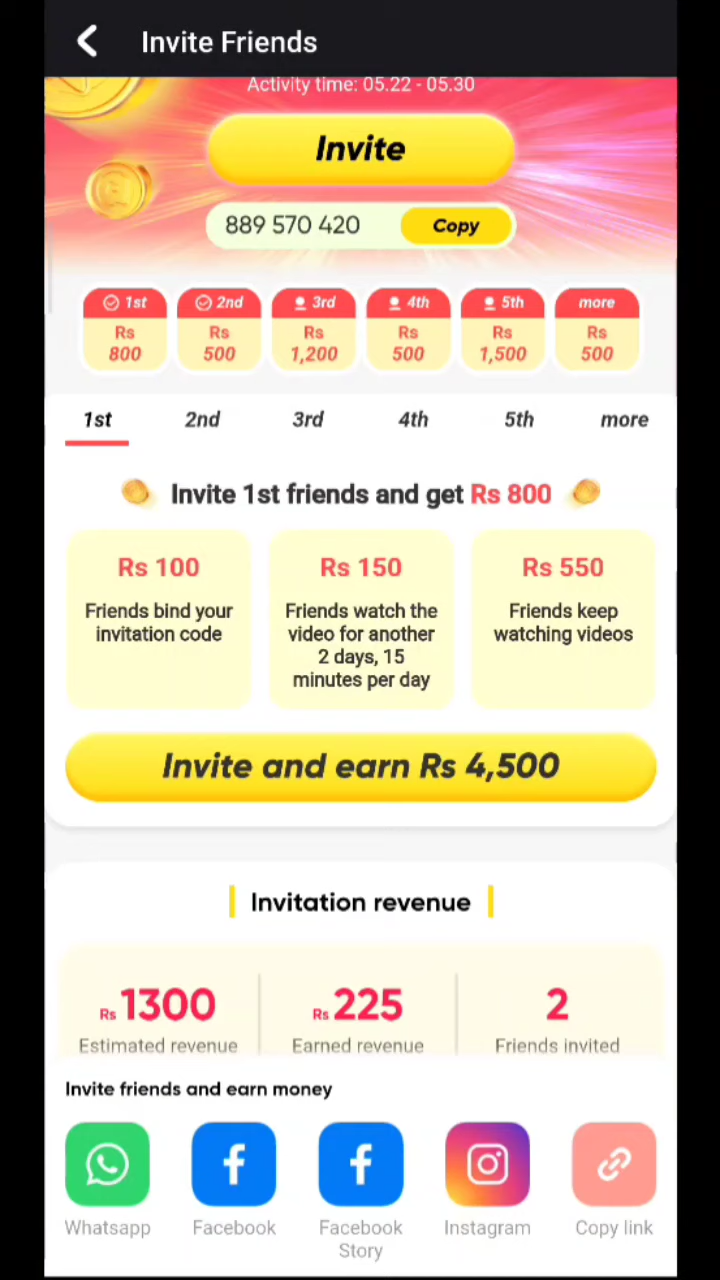 Invite Friends
Activity time: 05.22 - 05.30
Invite
889 570 420 Copy
1st 2nd 3rd 4th 5th more
Rs Rs Rs Rs Rs Rs
800 500 1,200 500 1,500 500
1st 2nd 3rd 4th 5th more
Invite 1st friends and get Rs 800
Rs 100
Friends bind your
invitation code
Rs 150
Friends watch the
video for another
2 days, 15
minutes per day
Rs 550
Friends keep
watching videos
Invite and earn Rs 4,500
Invitation revenue
Rs 1300 Rs 225 2
Estimated revenue Earned revenue Friends invited
Invite friends and earn money
Whatsapp Facebook Facebook Story Instagram Copy link